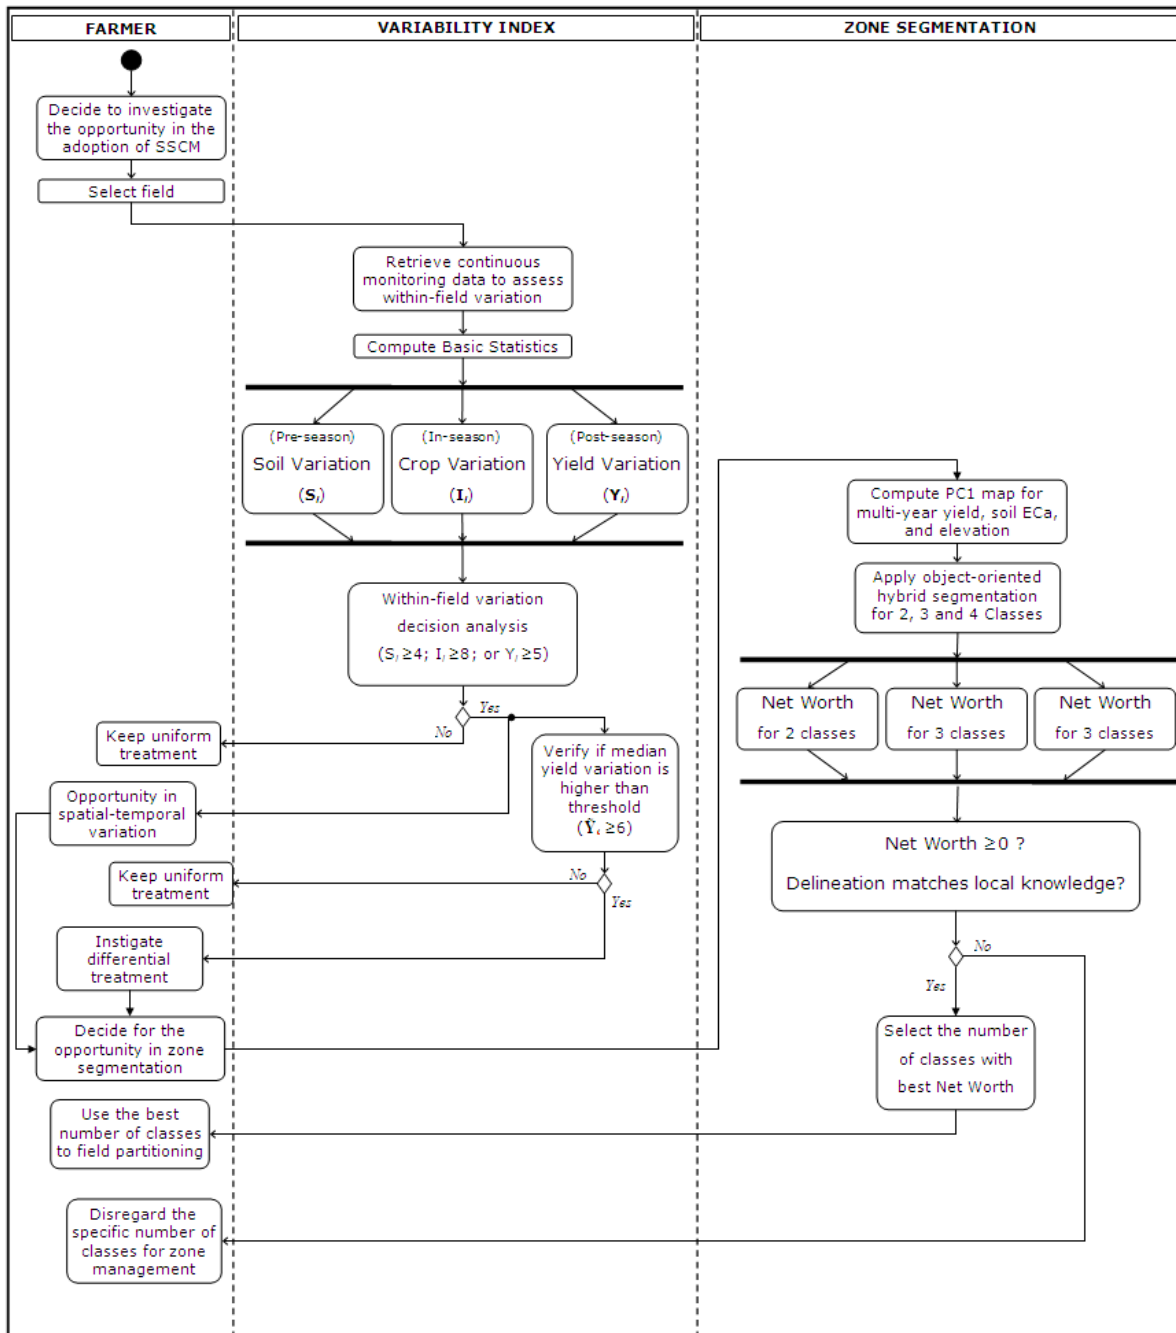 FARMER
VARIABILITY INDEX
ZONE SEGMENTATION
Decide to investigate
the opportunity in the
adoption of SSCM
Select field
Retrieve continuous
monitoring data to assess
within-field variation
Compute Basic Statistics
(Pre-season)
Soil Variation
(Sᵢ)
(In-season)
Crop Variation
(Iᵢ)
(Post-season)
Yield Variation
(Yᵢ)
Within-field variation
decision analysis
(Sᵢ ≥4; Iᵢ ≥8; or Yᵢ ≥5)
Yes
No
Keep uniform
treatment
Verify if median
yield variation is
higher than
threshold
(Ỹᵢ ≥6)
Opportunity in
spatial-temporal
variation
No
Yes
Keep uniform
treatment
Instigate
differential
treatment
Decide for the
opportunity in zone
segmentation
Compute PC1 map for
multi-year yield, soil ECa,
and elevation
Apply object-oriented
hybrid segmentation
for 2, 3 and 4 Classes
Net Worth
for 2 classes
Net Worth
for 3 classes
Net Worth
for 3 classes
Net Worth ≥0 ?
Delineation matches local knowledge?
No
Yes
Select the number
of classes with
best Net Worth
Use the best
number of classes
to field partitioning
Disregard the
specific number of
classes for zone
management